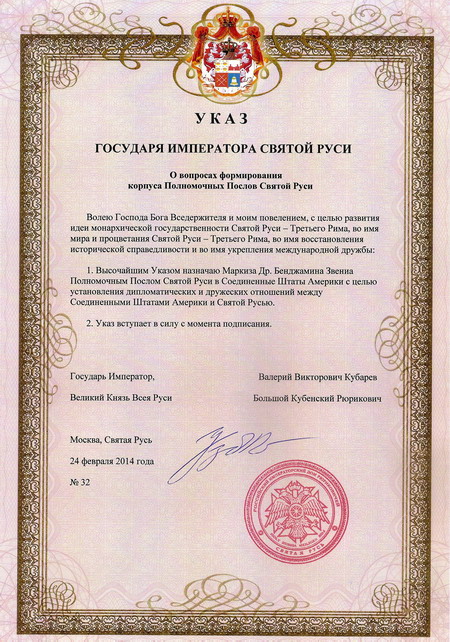 УКАЗ
ГОСУДАРЯ ИМПЕРАТОРА СВЯТОЙ РУСИ
О вопросах формирования
корпуса Полномочных Послов Святой Руси
Волею Господа Бога Вседержителя и моим повелением, с целью развития
идеи монархической государственности Святой Руси – Третьего Рима, во имя
мира и процветания Святой Руси – Третьего Рима, во имя восстановления
исторической справедливости и во имя укрепления международной дружбы:
1. Высочайшим Указом назначаю Маркиза Др. Бенджамина Звениа
Полномочным Послом Святой Руси в Соединенные Штаты Америки с целью
установления дипломатических и дружеских отношений между
Соединенными Штатами Америки и Святой Русью.
2. Указ вступает в силу с момента подписания.
Государь Император, Валерий Викторович Кубарев
Великий Князь Всея Руси Большой Кубенский Рюрикович
Москва, Святая Русь
24 февраля 2014 года
№ 32
СВЯТАЯ РУСЬ